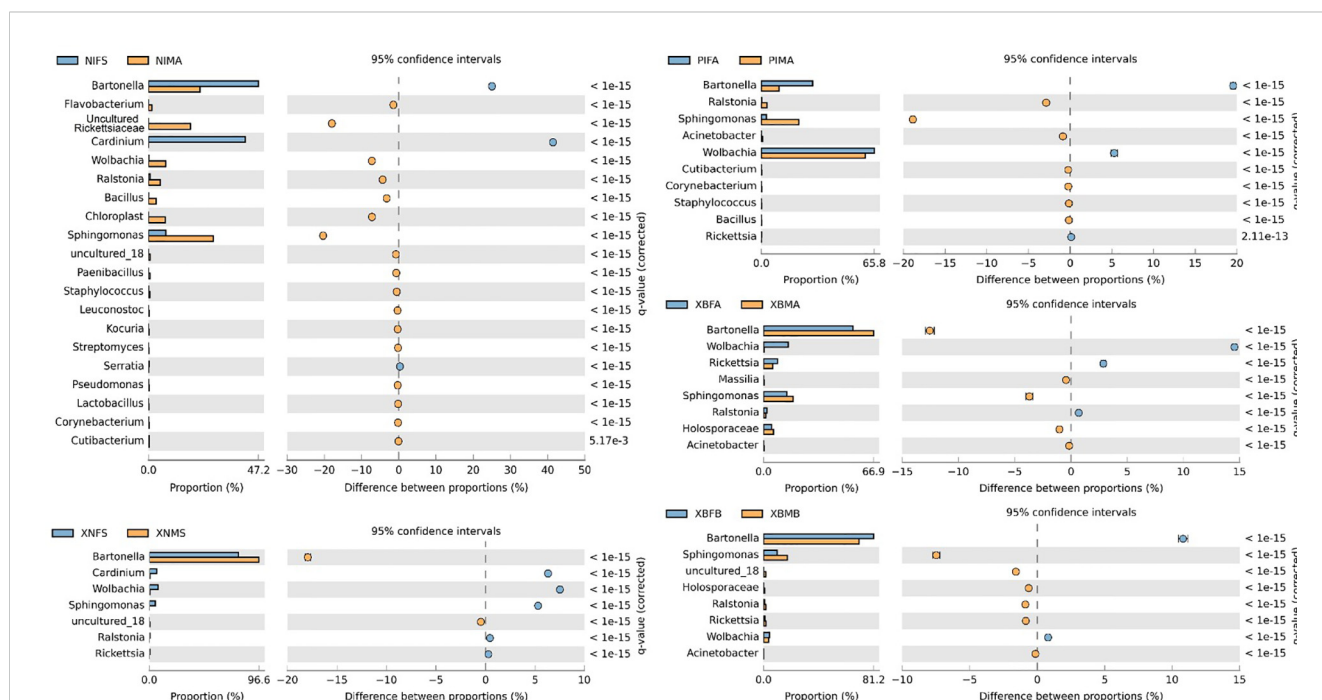 NIFS NIMA 95% confidence intervals
Bartonella < 1e-15
Flavobacterium < 1e-15
Uncultured
Rickettsiaceae < 1e-15
Cardinium < 1e-15
Wolbachia < 1e-15
Ralstonia < 1e-15
Bacillus < 1e-15
Chloroplast < 1e-15
Sphingomonas < 1e-15
uncultured_18 < 1e-15
Paenibacillus < 1e-15
Staphylococcus < 1e-15
Leuconostoc < 1e-15
Kocuria < 1e-15
Streptomyces < 1e-15
Serratia < 1e-15
Pseudomonas < 1e-15
Lactobacillus < 1e-15
Corynebacterium < 1e-15
Cutibacterium 5.17e-3
q-value (corrected)
0.0 47.2 −30 −20 −10 0 10 20 30 40 50
Proportion (%) Difference between proportions (%)
XNFS XNMS 95% confidence intervals
Bartonella < 1e-15
Cardinium < 1e-15
Wolbachia < 1e-15
Sphingomonas < 1e-15
uncultured_18 < 1e-15
Ralstonia < 1e-15
Rickettsia < 1e-15
q-value (corrected)
0.0 96.6 −20 −15 −10 −5 0 5 10
Proportion (%) Difference between proportions (%)
PIFA PIMA 95% confidence intervals
Bartonella < 1e-15
Ralstonia < 1e-15
Sphingomonas < 1e-15
Acinetobacter < 1e-15
Wolbachia < 1e-15
Cutibacterium < 1e-15
Corynebacterium < 1e-15
Staphylococcus < 1e-15
Bacillus < 1e-15
Rickettsia 2.11e-13
q-value (corrected)
0.0 65.8 −20 −15 −10 −5 0 5 10 15 20
Proportion (%) Difference between proportions (%)
XBFA XBMA 95% confidence intervals
Bartonella < 1e-15
Wolbachia < 1e-15
Rickettsia < 1e-15
Massilia < 1e-15
Sphingomonas < 1e-15
Ralstonia < 1e-15
Holosporaceae < 1e-15
Acinetobacter < 1e-15
q-value (corrected)
0.0 66.9 −15 −10 −5 0 5 10 15
Proportion (%) Difference between proportions (%)
XBFB XBMB 95% confidence intervals
Bartonella < 1e-15
Sphingomonas < 1e-15
uncultured_18 < 1e-15
Holosporaceae < 1e-15
Ralstonia < 1e-15
Rickettsia < 1e-15
Wolbachia < 1e-15
Acinetobacter < 1e-15
q-value (corrected)
0.0 81.2 −10 −5 0 5 10 15
Proportion (%) Difference between proportions (%)